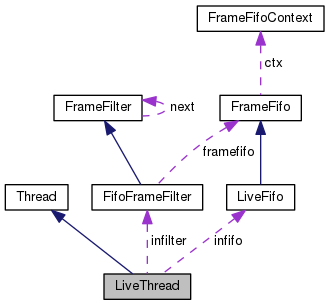 FrameFifoContext
ctx
FrameFilter
next
FrameFifo
framefifo
Thread
FifoFrameFilter
LiveFifo
infilter
infifo
LiveThread